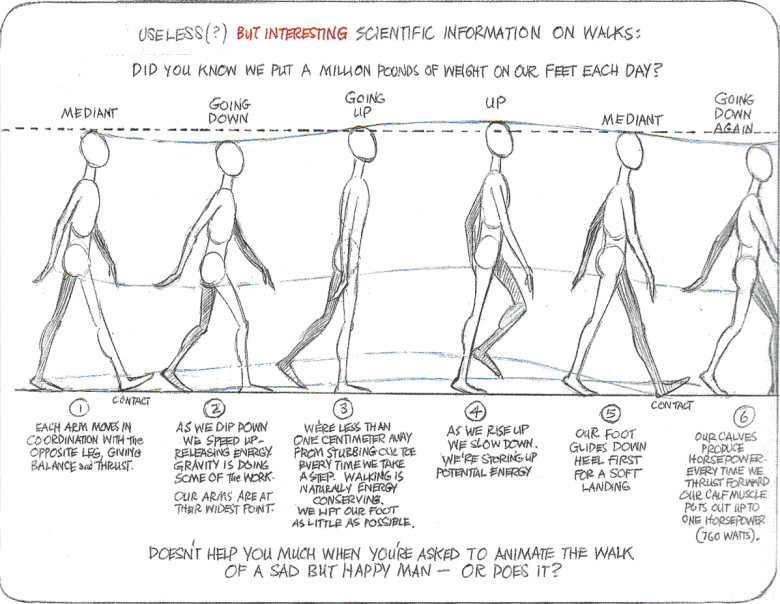 USELESS(?) BUT INTERESTING SCIENTIFIC INFORMATION ON WALKS:
DID YOU KNOW WE PUT A MILLION POUNDS OF WEIGHT ON OUR FEET EACH DAY?
MEDIANT
GOING
DOWN
GOING
UP
UP
MEDIANT
GOING
DOWN
AGAIN
CONTACT
CONTACT
1
EACH ARM MOVES IN
COORDINATION WITH the
OPPOSITE LEG, GIVING
BALANCE and THRUST.
2
AS WE DIP DOWN
WE SPEED UP-
RELEASING ENERGY
GRAVITY IS DOING
SOME OF the WORK.
OUR ARMS ARE AT
THEIR WIDEST POINT.
3
WE'RE LESS THAN
ONE CENTIMETER AWAY
FROM STUBBING OUR TOE
EVERY TIME WE TAKE
A STEP. WALKING IS
NATURALLY ENERGY
CONSERVING.
WE LIFT OUR FOOT
AS LITTLE AS POSSIBLE.
4
AS WE RISE UP
WE SLOW DOWN.
WE'RE STORING UP
POTENTIAL ENERGY
5
OUR FOOT
GLIDES DOWN
HEEL FIRST
FOR A SOFT
LANDING
6
OUR CALVES
PRODUCE
HORSEPOWER.
EVERY TIME WE
THRUST FORWARD
OUR CALF MUSCLE
PUTS OUT UP TO
ONE HORSEPOWER
(760 WATTS).
DOESN'T HELP YOU MUCH WHEN YOU'RE ASKED TO ANIMATE THE WALK
OF A SAD BUT HAPPY MAN — OR DOES IT?